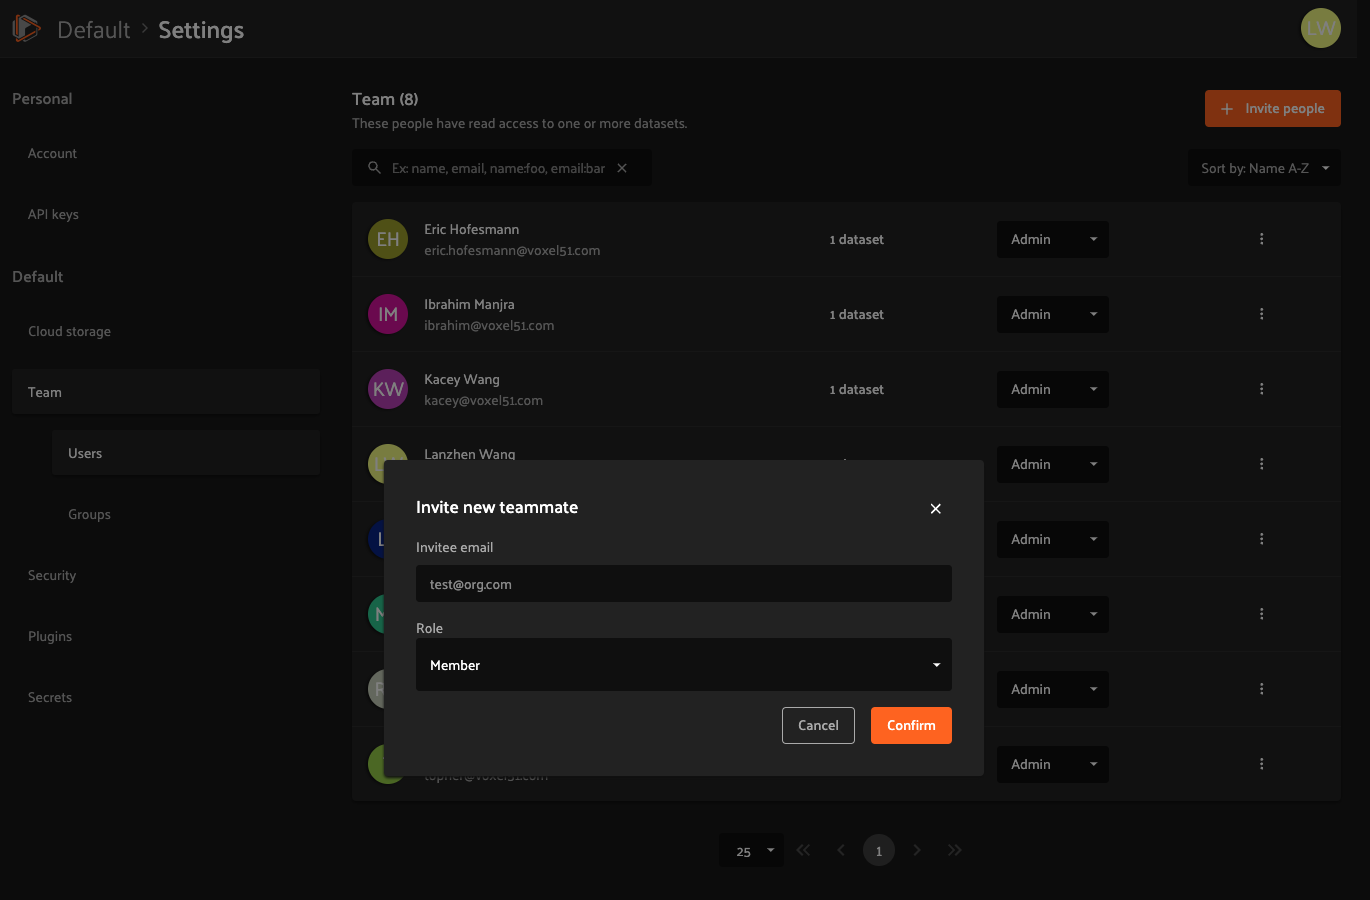 Default > Settings
LW
Personal
Account
API keys
Default
Cloud storage
Team
Users
Groups
Security
Plugins
Secrets
Team (8)
These people have read access to one or more datasets.
+ Invite people
Ex: name, email, name:foo, email:bar
Sort by: Name A-Z
EH
Eric Hofesmann
eric.hofesmann@voxel51.com
1 dataset
Admin
IM
Ibrahim Manjra
ibrahim@voxel51.com
1 dataset
Admin
KW
Kacey Wang
kacey@voxel51.com
1 dataset
Admin
Lanzhen Wang
Admin
Admin
Admin
Admin
topher@voxel51.com
Admin
Invite new teammate
Invitee email
test@org.com
Role
Member
Cancel
Confirm
25
1